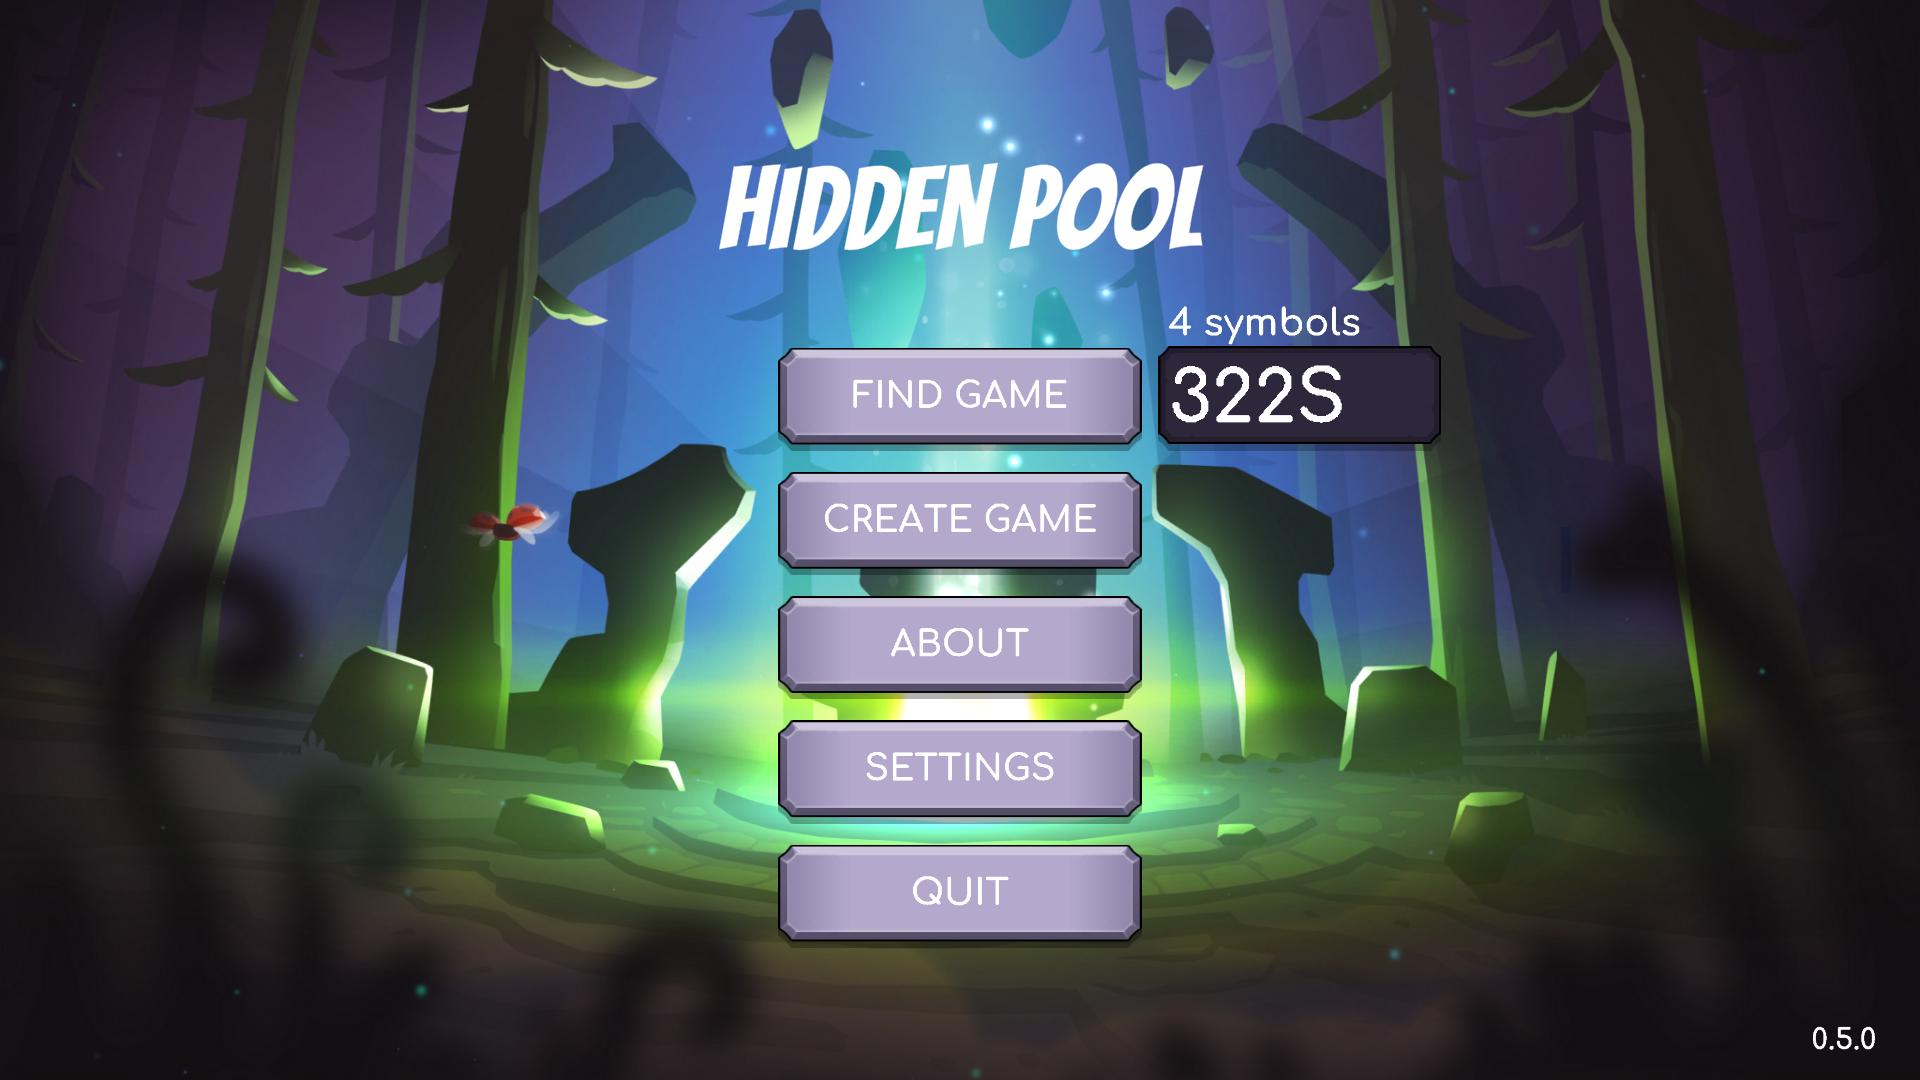 HIDDEN POOL
4 symbols
FIND GAME
322S
CREATE GAME
ABOUT
SETTINGS
QUIT
0.5.0